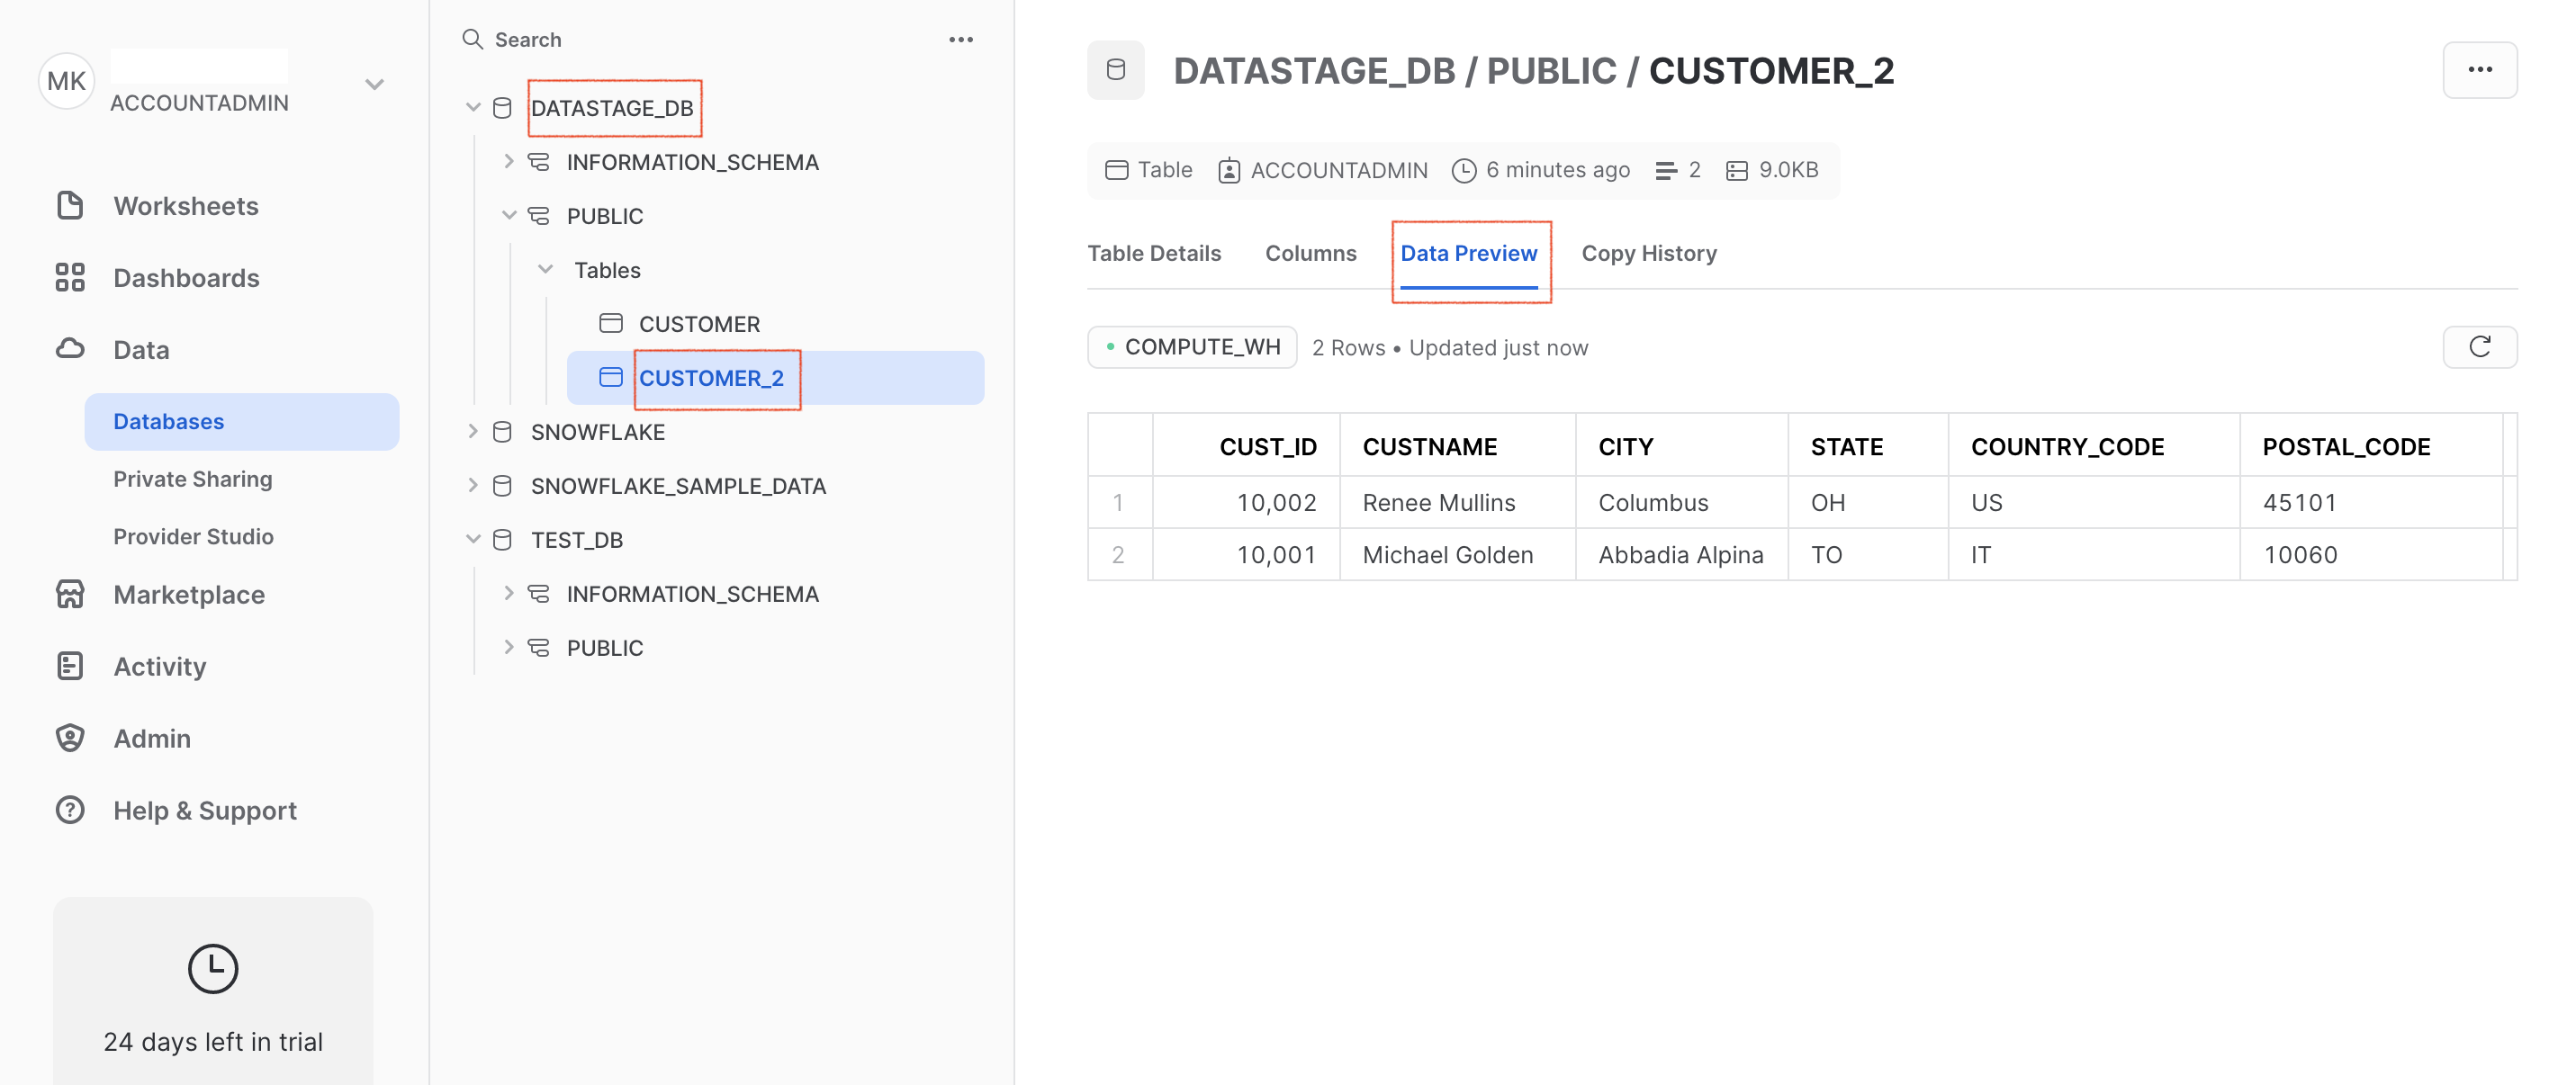 MK
ACCOUNTADMIN
Worksheets
Dashboards
Data
Databases
Private Sharing
Provider Studio
Marketplace
Activity
Admin
Help & Support
24 days left in trial
Search
DATASTAGE_DB
INFORMATION_SCHEMA
PUBLIC
Tables
CUSTOMER
CUSTOMER_2
SNOWFLAKE
SNOWFLAKE_SAMPLE_DATA
TEST_DB
INFORMATION_SCHEMA
PUBLIC
DATASTAGE_DB / PUBLIC / CUSTOMER_2
Table ACCOUNTADMIN 6 minutes ago 2 9.0KB
Table Details Columns Data Preview Copy History
COMPUTE_WH 2 Rows • Updated just now
CUST_ID CUSTNAME CITY STATE COUNTRY_CODE POSTAL_CODE
1 10,002 Renee Mullins Columbus OH US 45101
2 10,001 Michael Golden Abbadia Alpina TO IT 10060